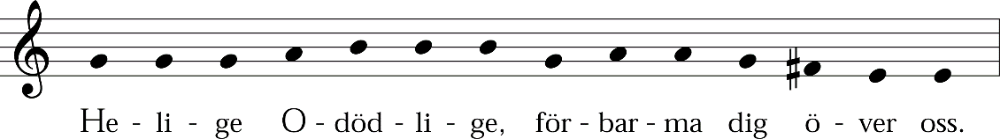 He - li - ge O - död - li - ge, för - bar - ma dig ö - ver oss.